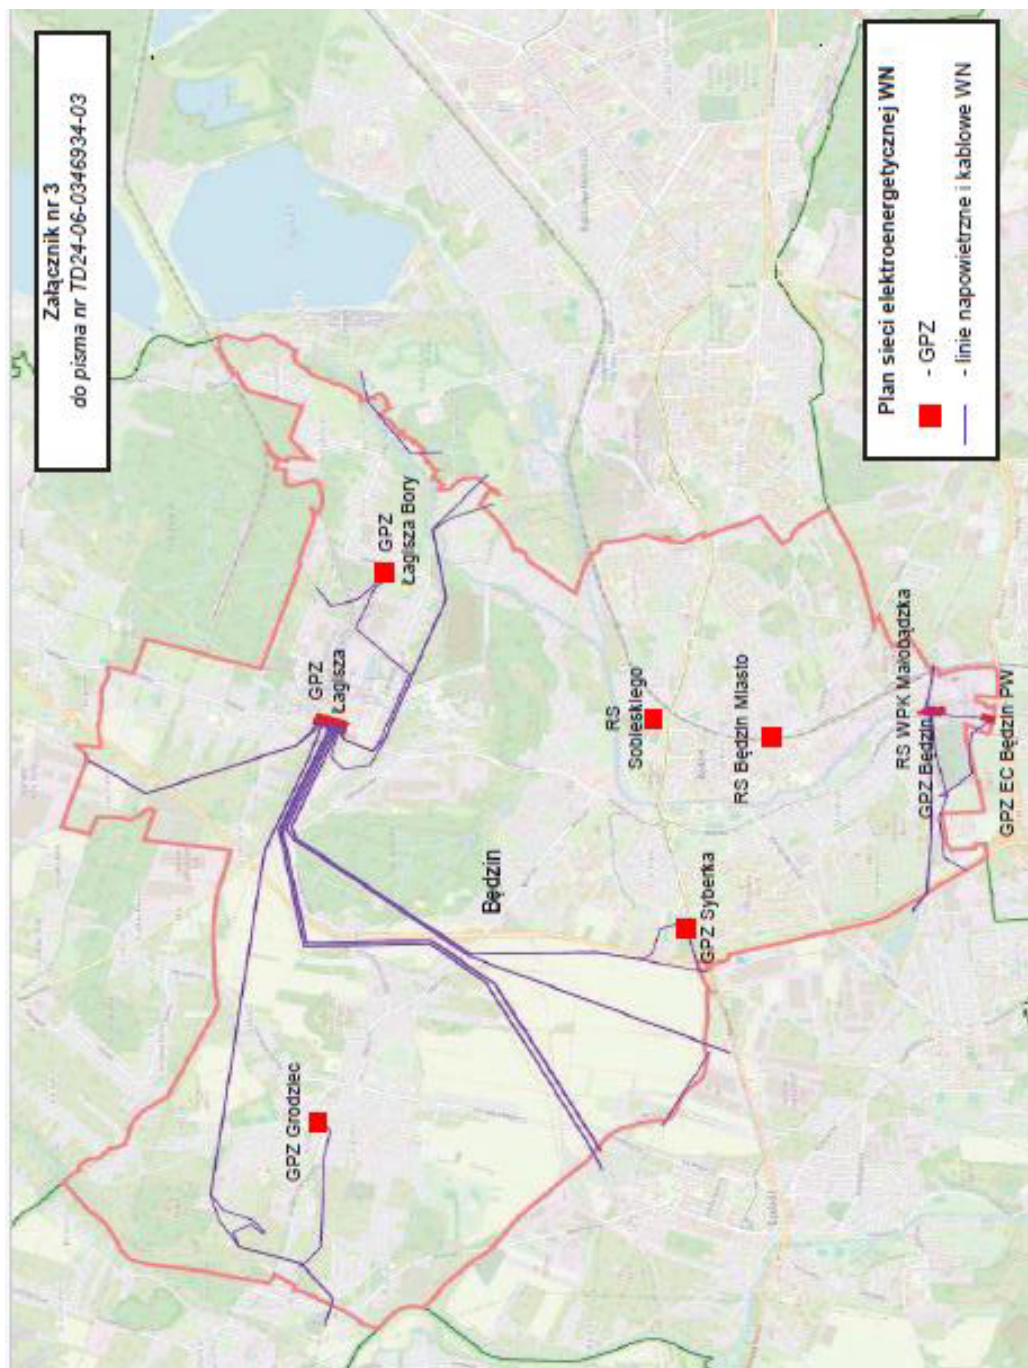 Załącznik nr 3
do pisma nr TD24-06-0346934-03
Plan sieci elektroenergetycznej WN
- GPZ
- linie napowietrzne i kablowe WN
GPZ
Łagisza Bory
GPZ
Łagisza
RS
Sobieskiego
RS Będzin Miasto
RS WPK Małobądzka
GPZ Będzin
GPZ EC Będzin PW
Będzin
GPZ Syberka
GPZ Grodziec